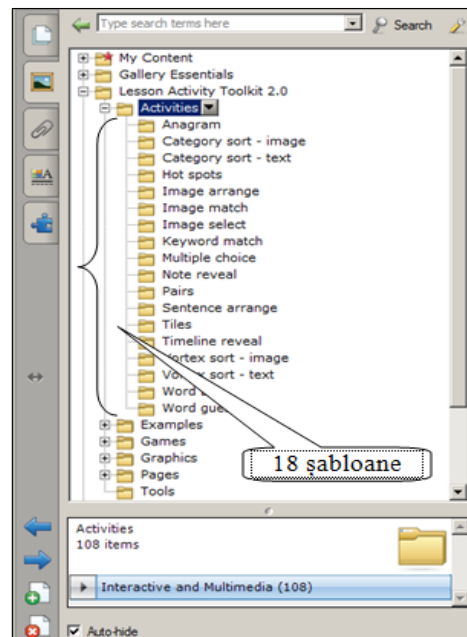 Type search terms here
Search
My Content
Gallery Essentials
Lesson Activity Toolkit 2.0
Activities
Anagram
Category sort - image
Category sort - text
Hot spots
Image arrange
Image match
Image select
Keyword match
Multiple choice
Note reveal
Pairs
Sentence arrange
Tiles
Timeline reveal
Vortex sort - image
sort - text
Word
Word
Examples
Games
Graphics
Pages
Tools
18 șabloane
Activities
108 items
Interactive and Multimedia (108)
Auto-hide